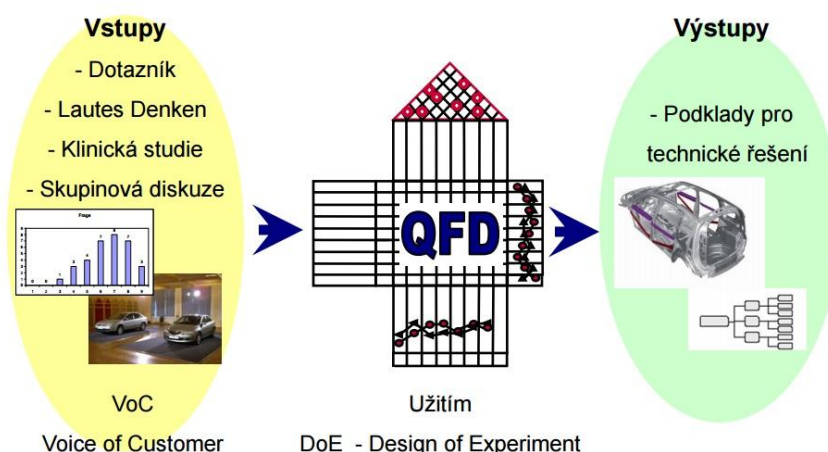 Vstupy
- Dotazník
- Lautes Denken
- Klinická studie
- Skupinová diskuze
Frage
VoC
Voice of Customer
QFD
Užitím
DoE - Design of Experiment
Výstupy
- Podklady pro
technické řešení